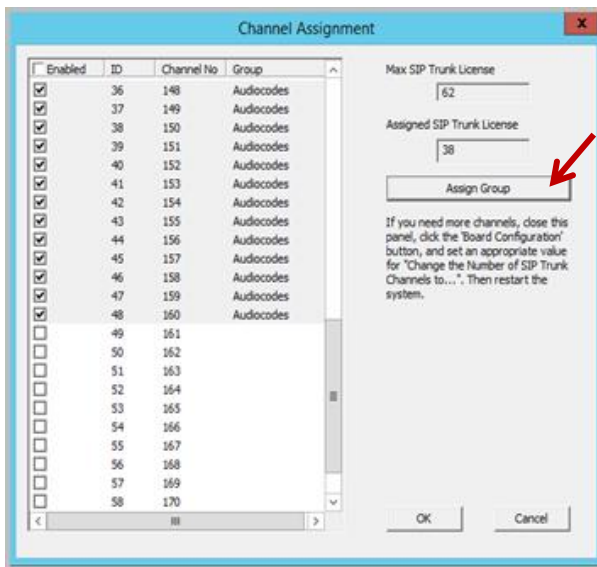 Channel Assignment
x
Enabled ID Channel No Group
36 148 Audiocodes
37 149 Audiocodes
38 150 Audiocodes
39 151 Audiocodes
40 152 Audiocodes
41 153 Audiocodes
42 154 Audiocodes
43 155 Audiocodes
44 156 Audiocodes
45 157 Audiocodes
46 158 Audiocodes
47 159 Audiocodes
48 160 Audiocodes
49 161
50 162
51 163
52 164
53 165
54 166
55 167
56 168
57 169
58 170
Max SIP Trunk License
62
Assigned SIP Trunk License
38
Assign Group
If you need more channels, close this
panel, click the 'Board Configuration'
button, and set an appropriate value
for "Change the Number of SIP Trunk
Channels to...". Then restart the
system.
OK Cancel